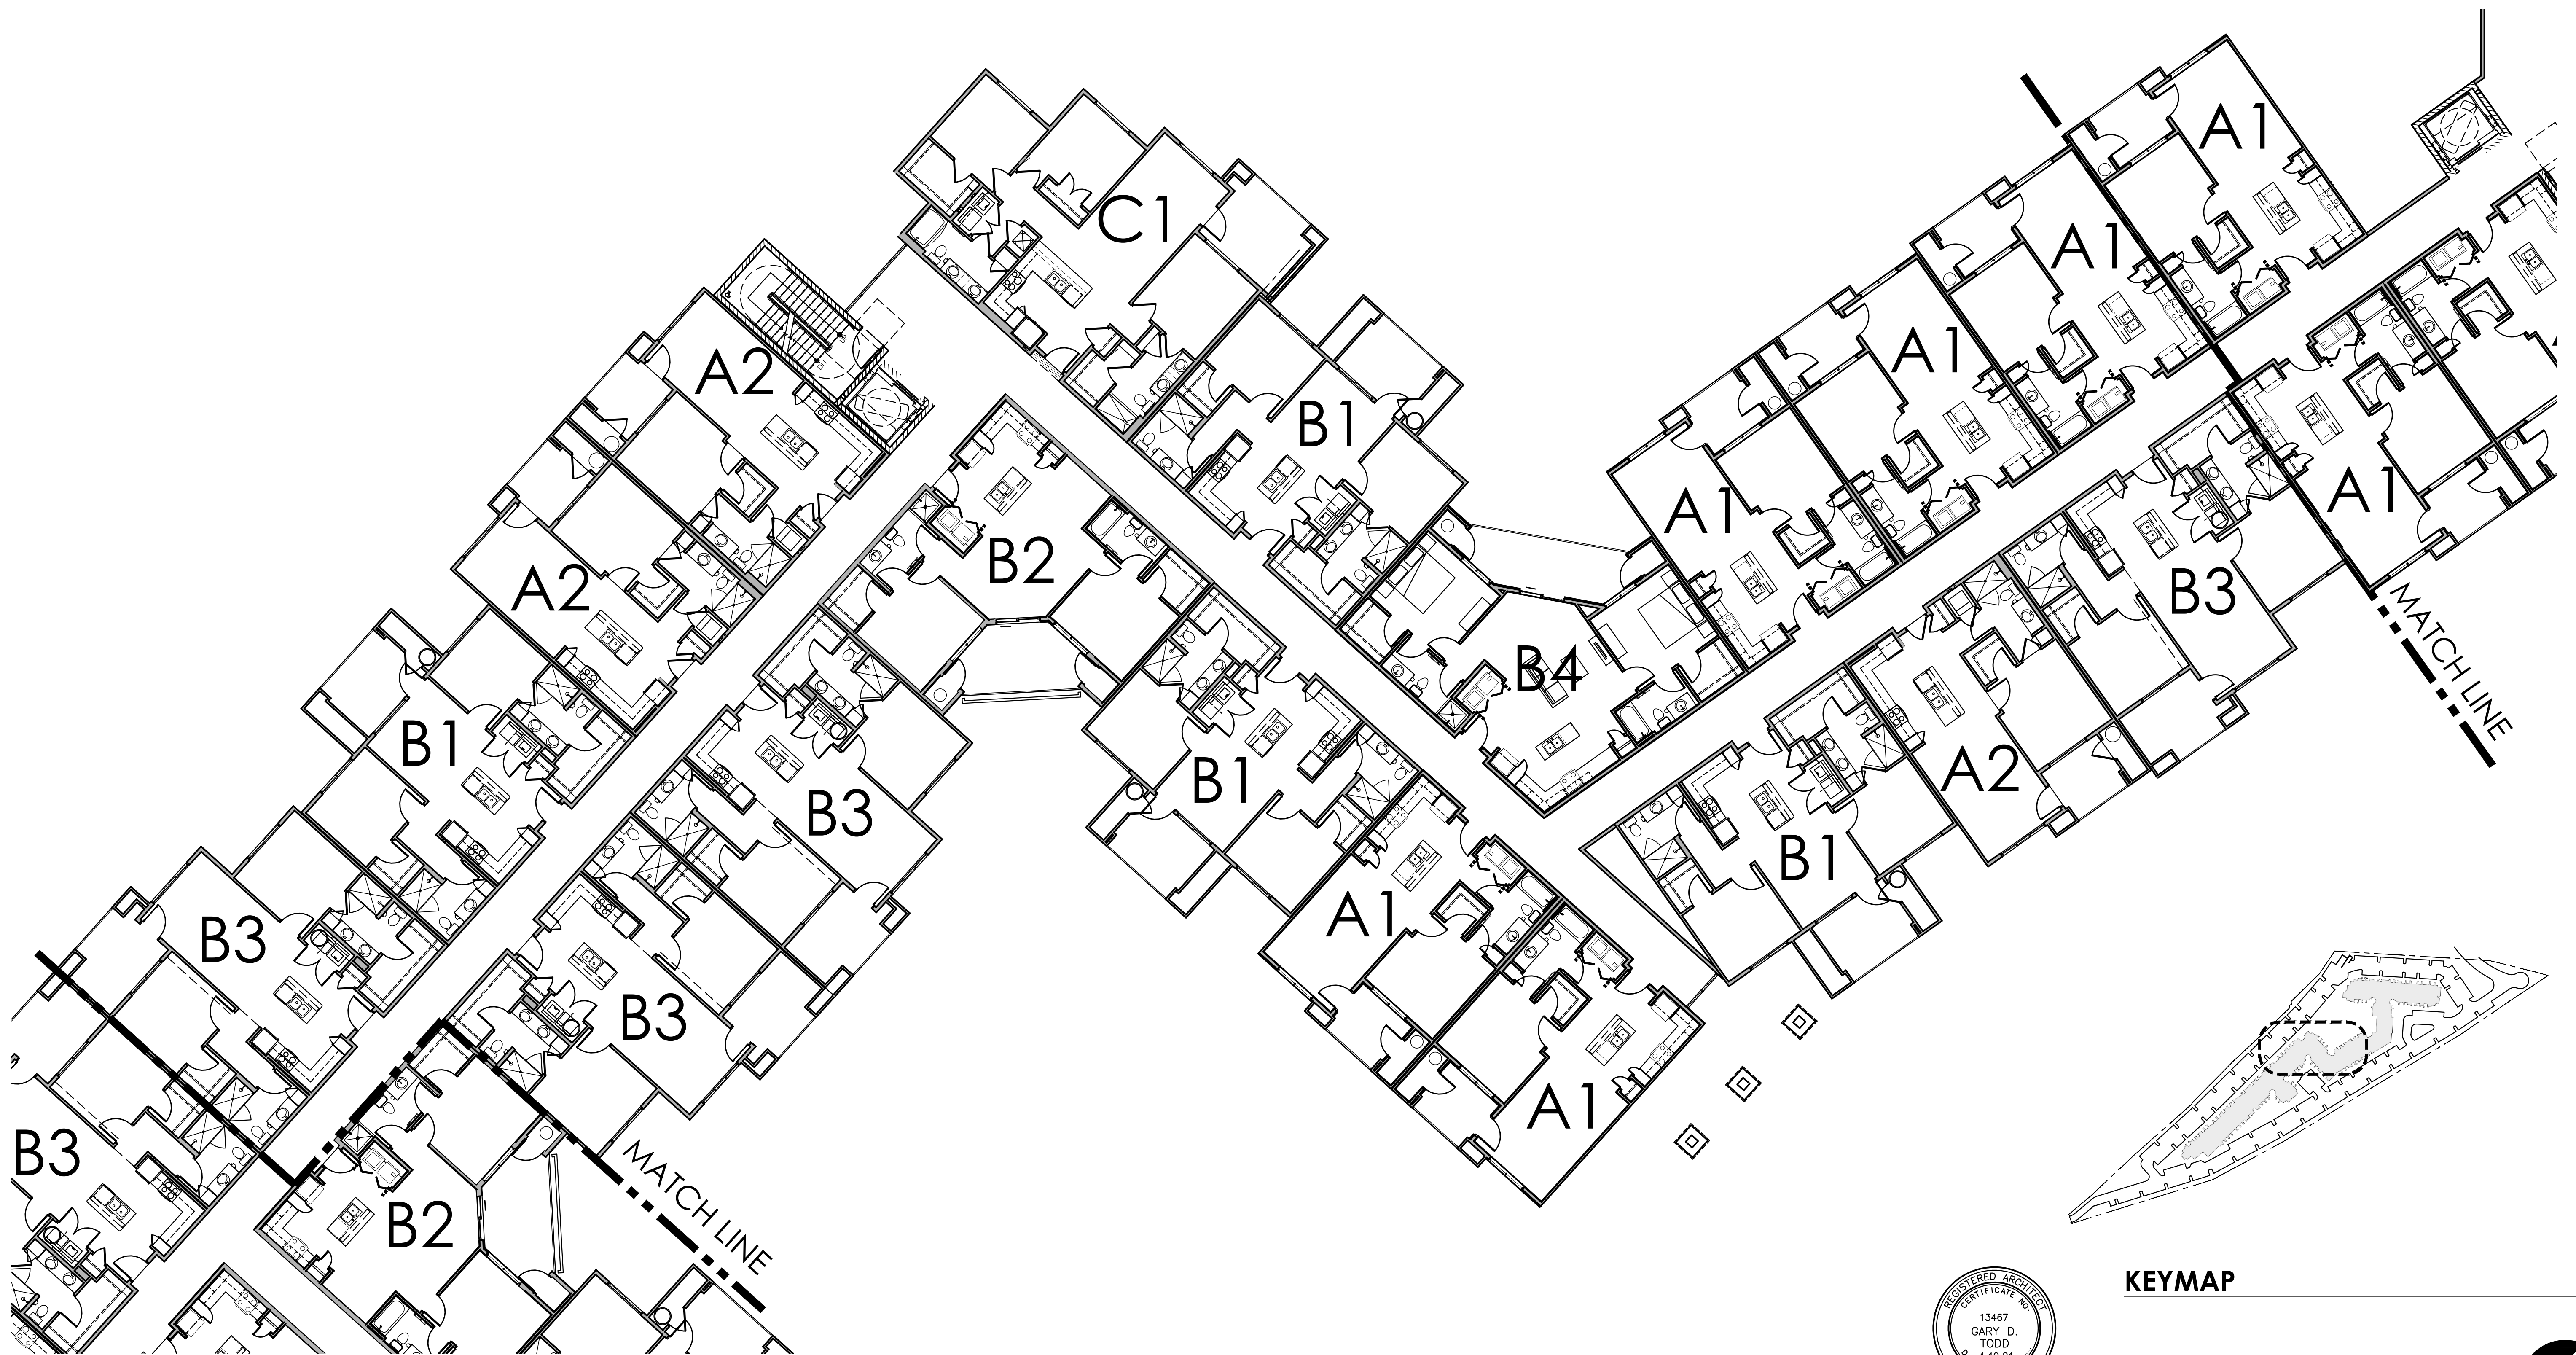 A1
C1
A1
A1
A2
B1
A1
A1
B2
A2
B3
B4
MATCH LINE
B1
B1
A2
B3
B1
A1
B3
B3
A1
B3
B2
MATCH LINE
KEYMAP
REGISTERED ARCHITECT
CERTIFICATE NO.
13467
GARY D.
TODD